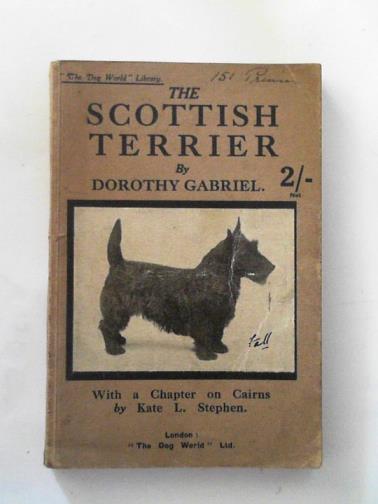 "The Dog World" Library.
THE
SCOTTISH
TERRIER
By
DOROTHY GABRIEL.
2/-
Net
Fall
With a Chapter on Cairns
by Kate L. Stephen.
London :
"The Dog World" Ltd.